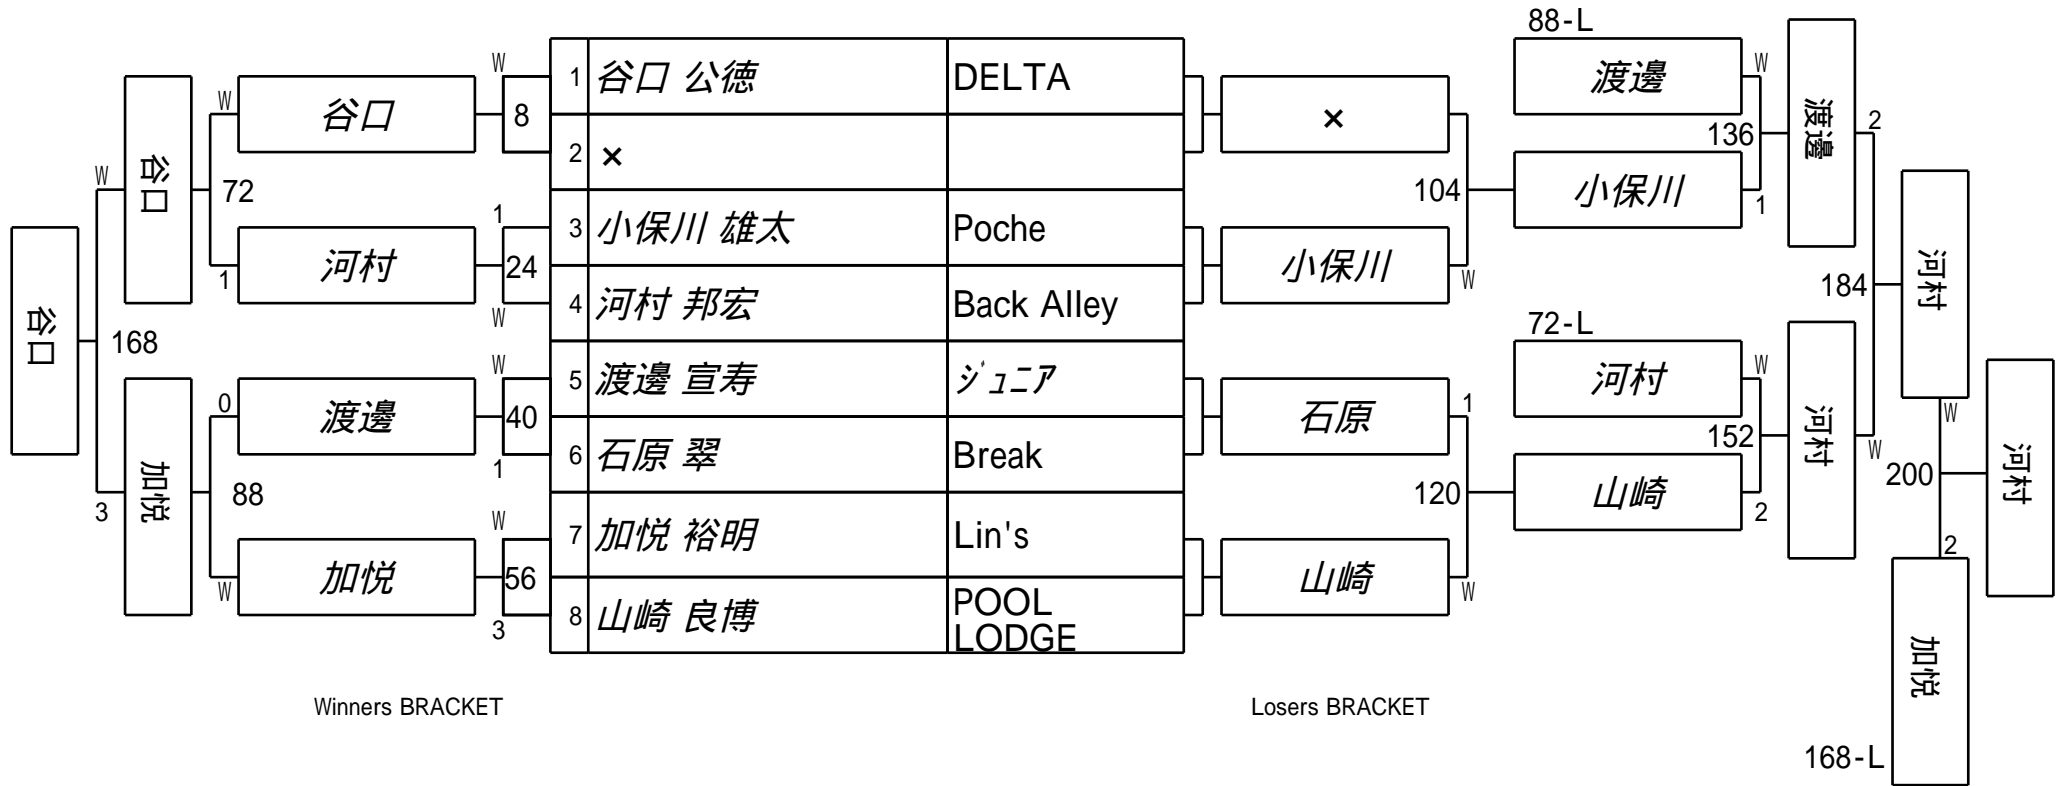 88-L
W
1 谷口 公徳 DELTA
W 谷口 8 × 渡邊 W
谷口 2 × 136 渡邊 2
W 72 1 104 小保川 1
3 小保川 雄太 Poche
谷口 1 河村 24 小保川 W 河村
4 河村 邦宏 Back Alley 184
W 72-L
168 W 河村 W
5 渡邊 宣寿 ジュニア
0 渡邊 40 石原 1 W
加悦 1 6 石原 翠 Break 152 河村 W 河村
3 88 W 120 山崎 2 200
7 加悦 裕明 Lin's
W 加悦 56 山崎 W 2
3 8 山崎 良博 POOL
LODGE
加悦
Winners BRACKET Losers BRACKET
168-L